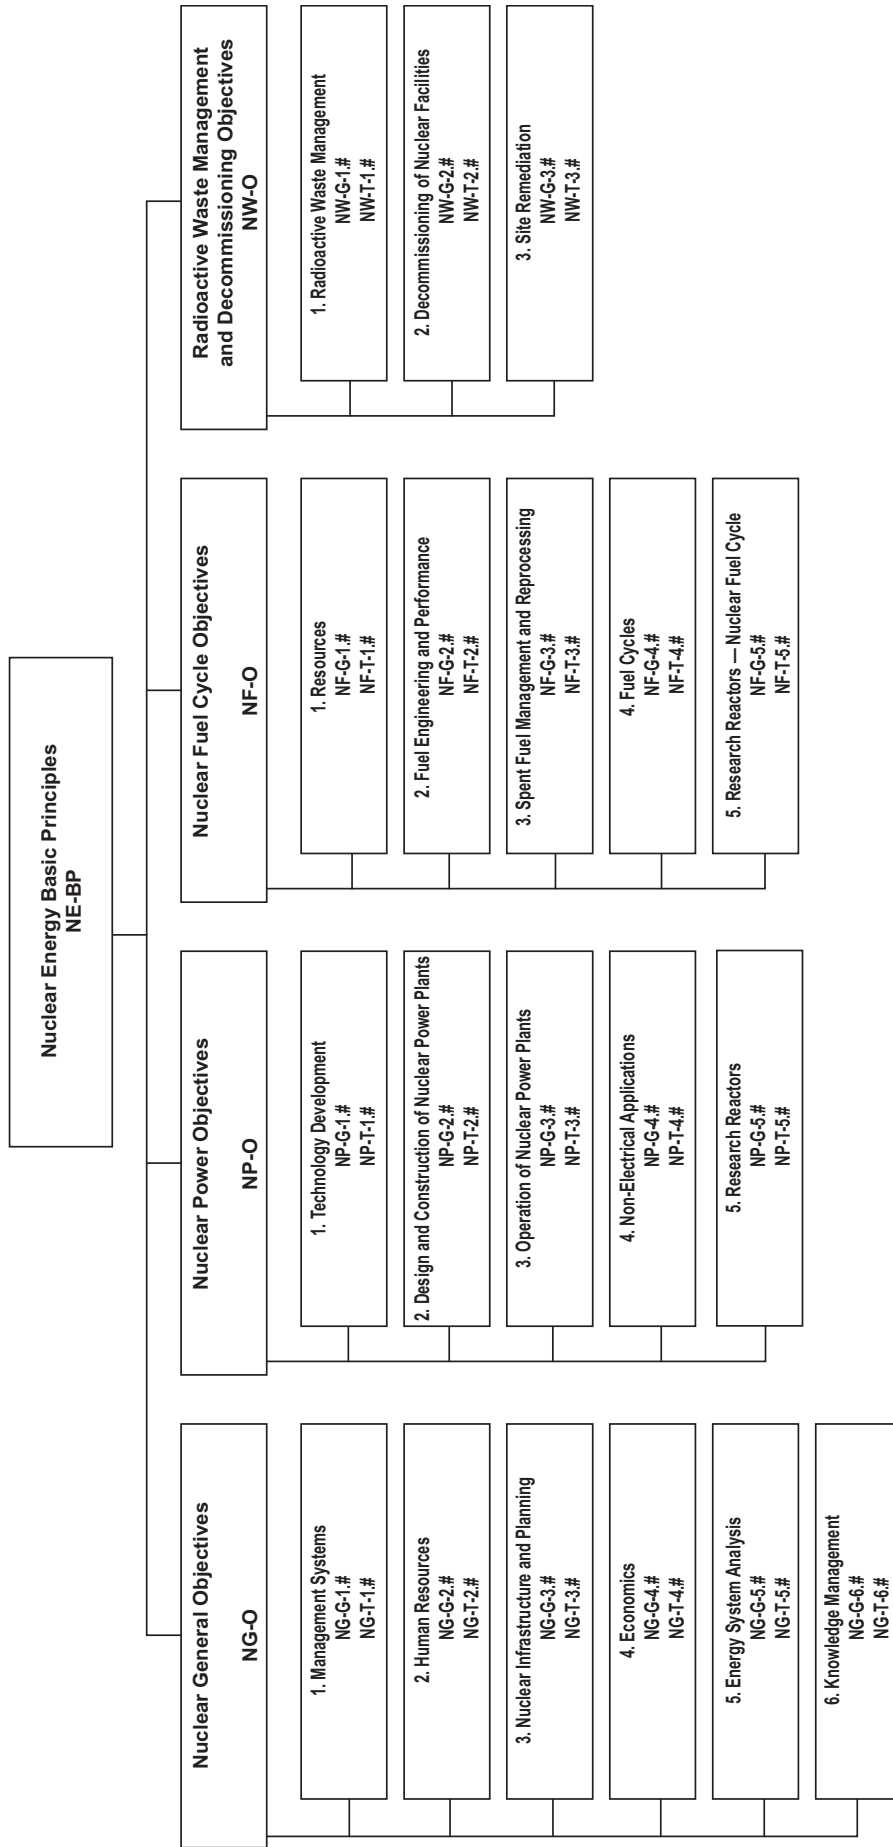 Nuclear Energy Basic Principles
NE-BP
Nuclear General Objectives
NG-O
1. Management Systems
NG-G-1.#
NG-T-1.#
2. Human Resources
NG-G-2.#
NG-T-2.#
3. Nuclear Infrastructure and Planning
NG-G-3.#
NG-T-3.#
4. Economics
NG-G-4.#
NG-T-4.#
5. Energy System Analysis
NG-G-5.#
NG-T-5.#
6. Knowledge Management
NG-G-6.#
NG-T-6.#
Nuclear Power Objectives
NP-O
1. Technology Development
NP-G-1.#
NP-T-1.#
2. Design and Construction of Nuclear Power Plants
NP-G-2.#
NP-T-2.#
3. Operation of Nuclear Power Plants
NP-G-3.#
NP-T-3.#
4. Non-Electrical Applications
NP-G-4.#
NP-T-4.#
5. Research Reactors
NP-G-5.#
NP-T-5.#
Nuclear Fuel Cycle Objectives
NF-O
1. Resources
NF-G-1.#
NF-T-1.#
2. Fuel Engineering and Performance
NF-G-2.#
NF-T-2.#
3. Spent Fuel Management and Reprocessing
NF-G-3.#
NF-T-3.#
4. Fuel Cycles
NF-G-4.#
NF-T-4.#
5. Research Reactors — Nuclear Fuel Cycle
NF-G-5.#
NF-T-5.#
Radioactive Waste Management
and Decommissioning Objectives
NW-O
1. Radioactive Waste Management
NW-G-1.#
NW-T-1.#
2. Decommissioning of Nuclear Facilities
NW-G-2.#
NW-T-2.#
3. Site Remediation
NW-G-3.#
NW-T-3.#